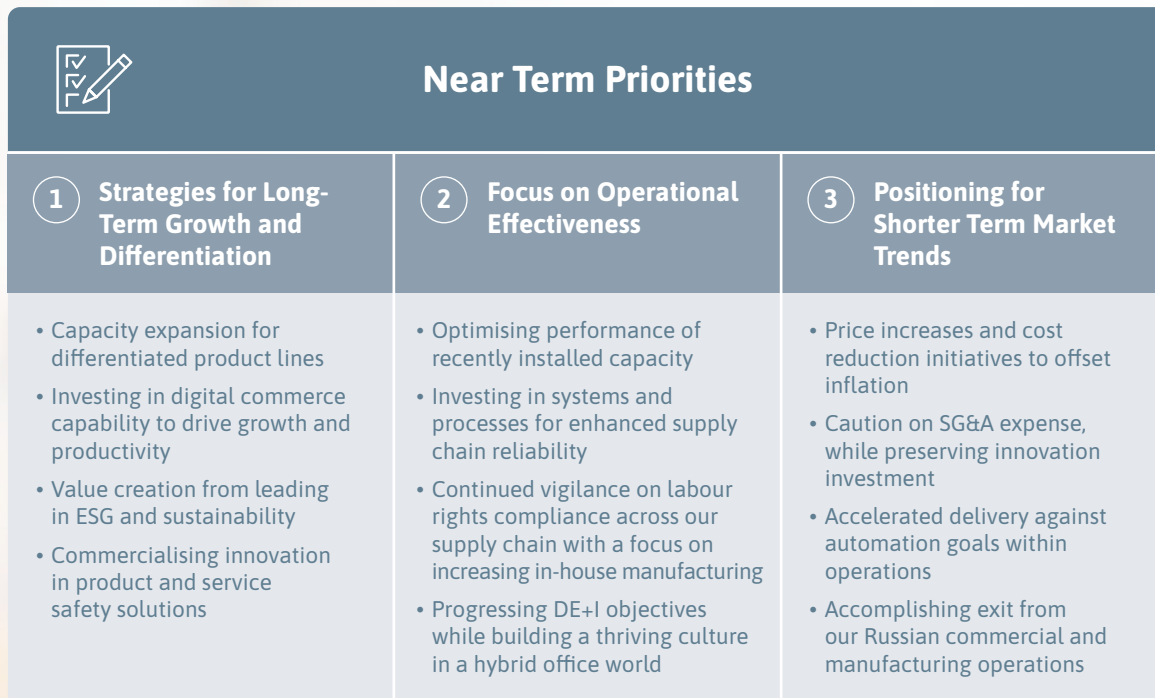 Near Term Priorities
1
Strategies for Long-
Term Growth and
Differentiation
• Capacity expansion for
differentiated product lines
• Investing in digital commerce
capability to drive growth and
productivity
• Value creation from leading
in ESG and sustainability
• Commercialising innovation
in product and service
safety solutions
2
Focus on Operational
Effectiveness
• Optimising performance of
recently installed capacity
• Investing in systems and
processes for enhanced supply
chain reliability
• Continued vigilance on labour
rights compliance across our
supply chain with a focus on
increasing in-house manufacturing
• Progressing DE+I objectives
while building a thriving culture
in a hybrid office world
3
Positioning for
Shorter Term Market
Trends
• Price increases and cost
reduction initiatives to offset
inflation
• Caution on SG&A expense,
while preserving innovation
investment
• Accelerated delivery against
automation goals within
operations
• Accomplishing exit from
our Russian commercial and
manufacturing operations